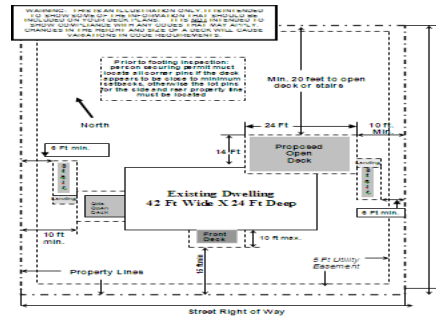 WARNING: THIS IS AN ILLUSTRATION ONLY. IT IS INTENDED
TO SHOW SOME OF THE INFORMATION THAT SHOULD BE
INCLUDED ON YOUR DECK PLANS. IT IS NOT INTENDED TO
SHOW COMPLIANCE WITH ANY CODES THAT MAY APPLY.
CHANGES IN THE HEIGHT AND SIZE OF A DECK WILL CAUSE
VARIATIONS IN CODE REQUIREMENTS.
Prior to footing inspection:
person securing permit must
locate all corner pins if the deck
appears to be close to minimum
setbacks, otherwise the lot pins
for the side and rear property line
must be located
Min. 20 feet to open
deck or stairs
North
24 Ft
10 ft.
Min.
6 Ft min.
14 Ft
Proposed
Open
Deck
Landing
Stairs
Landing
Stairs
Existing Dwelling
42 Ft Wide X 24 Ft Deep
Side
Open
Deck
6 Ft min.
10 ft
min.
Front
Deck
10 ft max.
15 ft min
5 Ft Utility
Easement
Property Lines
Street Right of Way